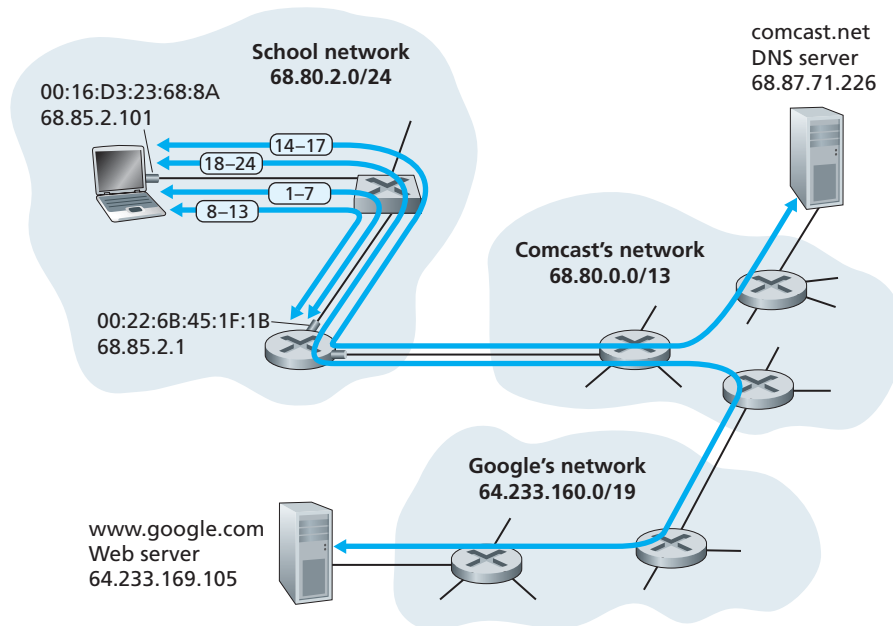 School network
68.80.2.0/24
comcast.net
DNS server
68.87.71.226
00:16:D3:23:68:8A
68.85.2.101
14–17
18–24
1–7
8–13
Comcast's network
68.80.0.0/13
00:22:6B:45:1F:1B
68.85.2.1
Google's network
64.233.160.0/19
www.google.com
Web server
64.233.169.105